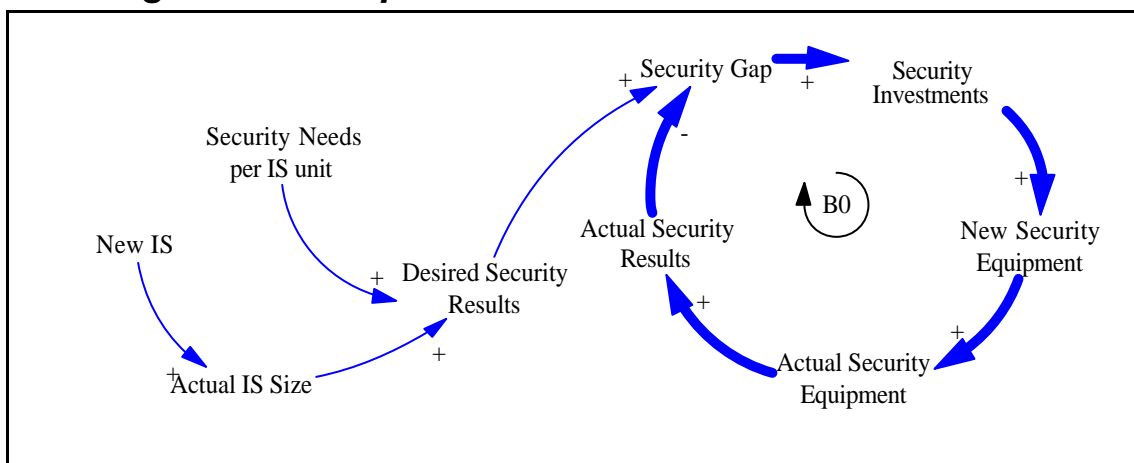 Security Gap
+
+
Security
Investments
Security Needs
per IS unit
-
+
B0
New IS
Actual Security
Results
New Security
Equipment
+
Desired Security
Results
+
+
+
+
Actual IS Size
Actual Security
Equipment